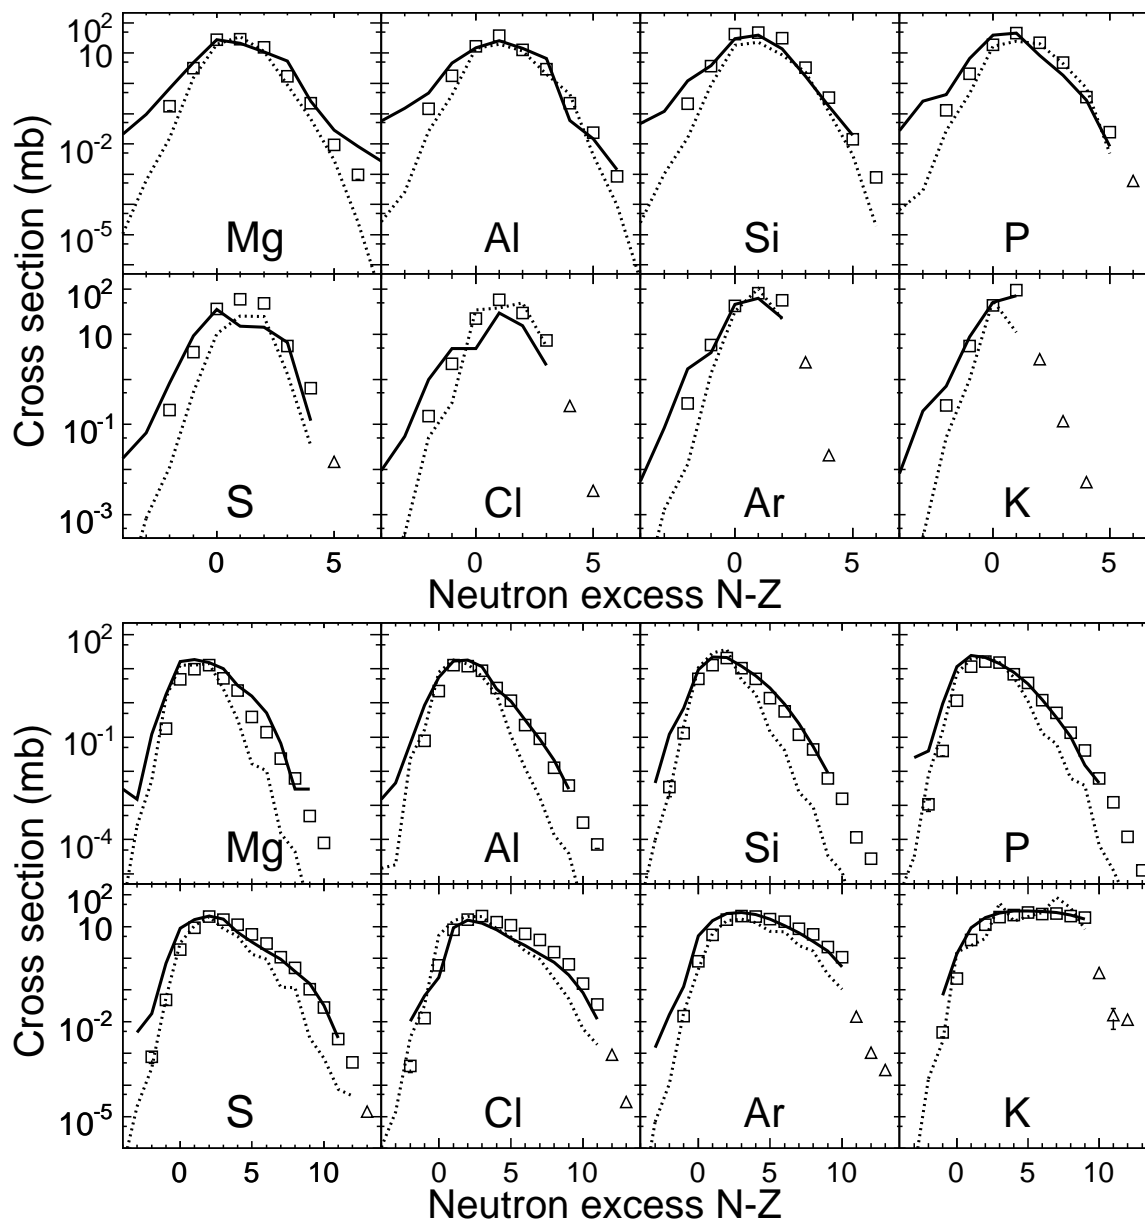 10^2
10
10^-2
10^-5
Mg Al Si P
10^2
10
10^-1
10^-3
S Cl Ar K
0 5 0 5 0 5 0 5
Cross section (mb)
Neutron excess N-Z
10^2
10^-1
10^-4
Mg Al Si P
10^2
10
10^-2
10^-5
S Cl Ar K
0 5 10 0 5 10 0 5 10 0 5 10
Cross section (mb)
Neutron excess N-Z